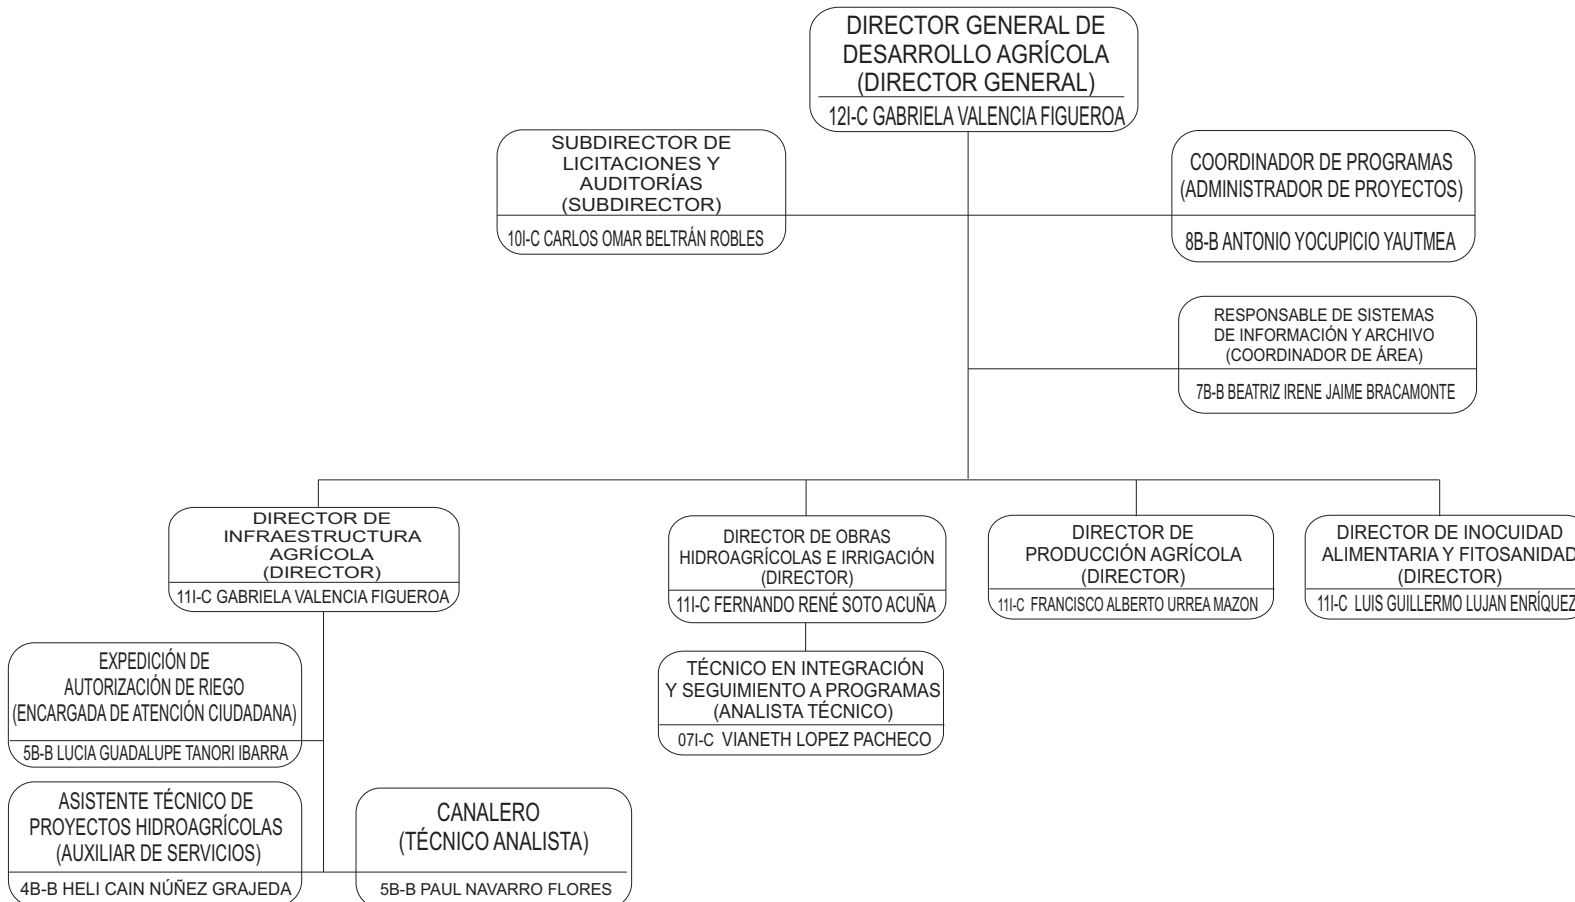 DIRECTOR GENERAL DE
DESARROLLO AGRÍCOLA
(DIRECTOR GENERAL)
12I-C GABRIELA VALENCIA FIGUEROA
SUBDIRECTOR DE
LICITACIONES Y
AUDITORÍAS
(SUBDIRECTOR)
10I-C CARLOS OMAR BELTRÁN ROBLES
COORDINADOR DE PROGRAMAS
(ADMINISTRADOR DE PROYECTOS)
8B-B ANTONIO YOCUPICIO YAUTMEA
RESPONSABLE DE SISTEMAS
DE INFORMACIÓN Y ARCHIVO
(COORDINADOR DE ÁREA)
7B-B BEATRIZ IRENE JAIME BRACAMONTE
DIRECTOR DE
INFRAESTRUCTURA
AGRÍCOLA
(DIRECTOR)
11I-C GABRIELA VALENCIA FIGUEROA
DIRECTOR DE OBRAS
HIDROAGRÍCOLAS E IRRIGACIÓN
(DIRECTOR)
11I-C FERNANDO RENÉ SOTO ACUÑA
DIRECTOR DE
PRODUCCIÓN AGRÍCOLA
(DIRECTOR)
11I-C FRANCISCO ALBERTO URREA MAZON
DIRECTOR DE INOCUIDAD
ALIMENTARIA Y FITOSANIDAD
(DIRECTOR)
11I-C LUIS GUILLERMO LUJAN ENRÍQUEZ
EXPEDICIÓN DE
AUTORIZACIÓN DE RIEGO
(ENCARGADA DE ATENCIÓN CIUDADANA)
5B-B LUCIA GUADALUPE TANORI IBARRA
TÉCNICO EN INTEGRACIÓN
Y SEGUIMIENTO A PROGRAMAS
(ANALISTA TÉCNICO)
07I-C VIANETH LOPEZ PACHECO
ASISTENTE TÉCNICO DE
PROYECTOS HIDROAGRÍCOLAS
(AUXILIAR DE SERVICIOS)
4B-B HELI CAIN NÚÑEZ GRAJEDA
CANALERO
(TÉCNICO ANALISTA)
5B-B PAUL NAVARRO FLORES